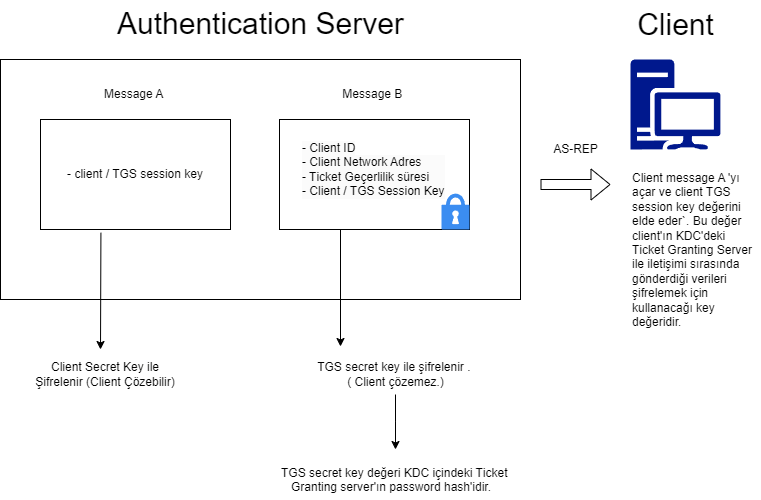 Authentication Server
Client
Message A
Message B
- client / TGS session key
- Client ID
- Client Network Adres
- Ticket Geçerlilik süresi
- Client / TGS Session Key
AS-REP
Client message A 'yı
açar ve client TGS
session key değerini
elde eder`. Bu değer
client'ın KDC'deki
Ticket Granting Server
ile iletişimi sırasında
gönderdiği verileri
şifrelemek için
kullanacağı key
değeridir.
Client Secret Key ile
Şifrelenir (Client Çözebilir)
TGS secret key ile şifrelenir .
( Client çözemez.)
TGS secret key değeri KDC içindeki Ticket
Granting server'ın password hash'idir.